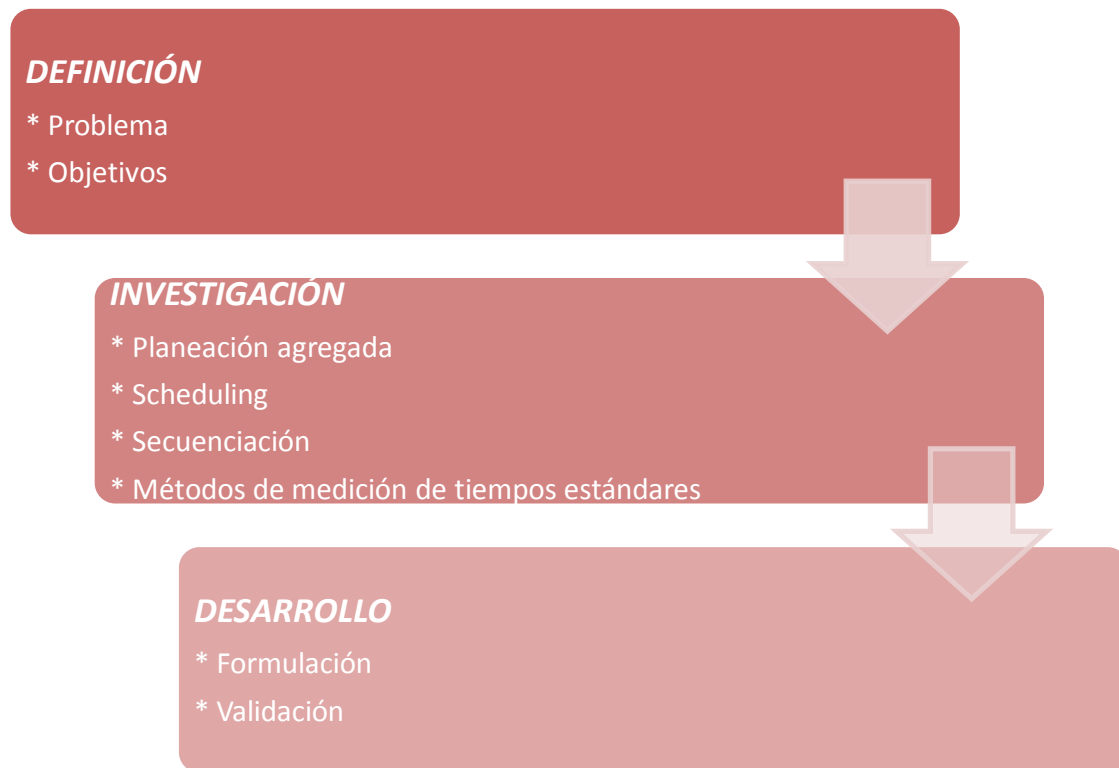 DEFINICIÓN
* Problema
* Objetivos
INVESTIGACIÓN
* Planeación agregada
* Scheduling
* Secuenciación
* Métodos de medición de tiempos estándares
DESARROLLO
* Formulación
* Validación